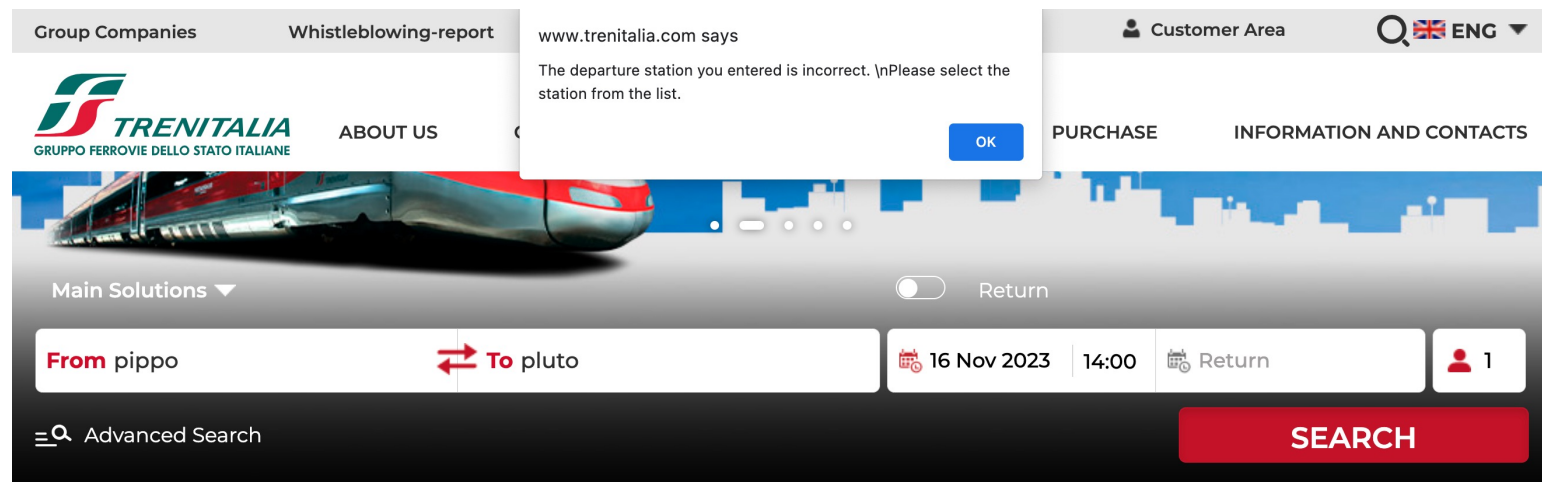 Group Companies
Whistleblowing-report
Customer Area
ENG
www.trenitalia.com says
The departure station you entered is incorrect. \nPlease select the
station from the list.
OK
TRENITALIA
GRUPPO FERROVIE DELLO STATO ITALIANE
ABOUT US
PURCHASE
INFORMATION AND CONTACTS
Main Solutions
Return
From pippo
To pluto
16 Nov 2023
14:00
Return
1
Advanced Search
SEARCH